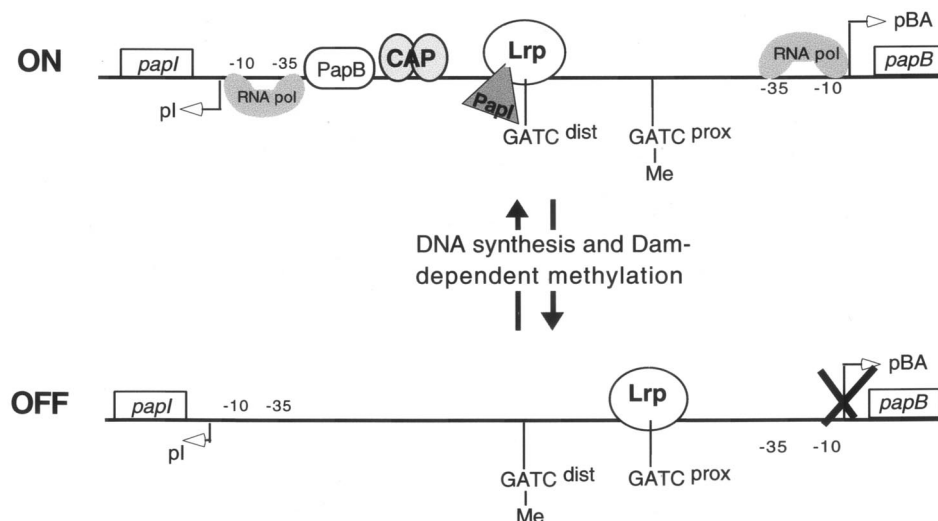 ON
papI
-10 -35
PapB
CAP
Lrp
RNA pol
pBA
papB
pI
RNA pol
PapI
-35 -10
GATC dist
GATC prox
Me
DNA synthesis and Dam-
dependent methylation
OFF
papI
-10 -35
Lrp
pBA
papB
pI
-35 -10
GATC dist
GATC prox
Me